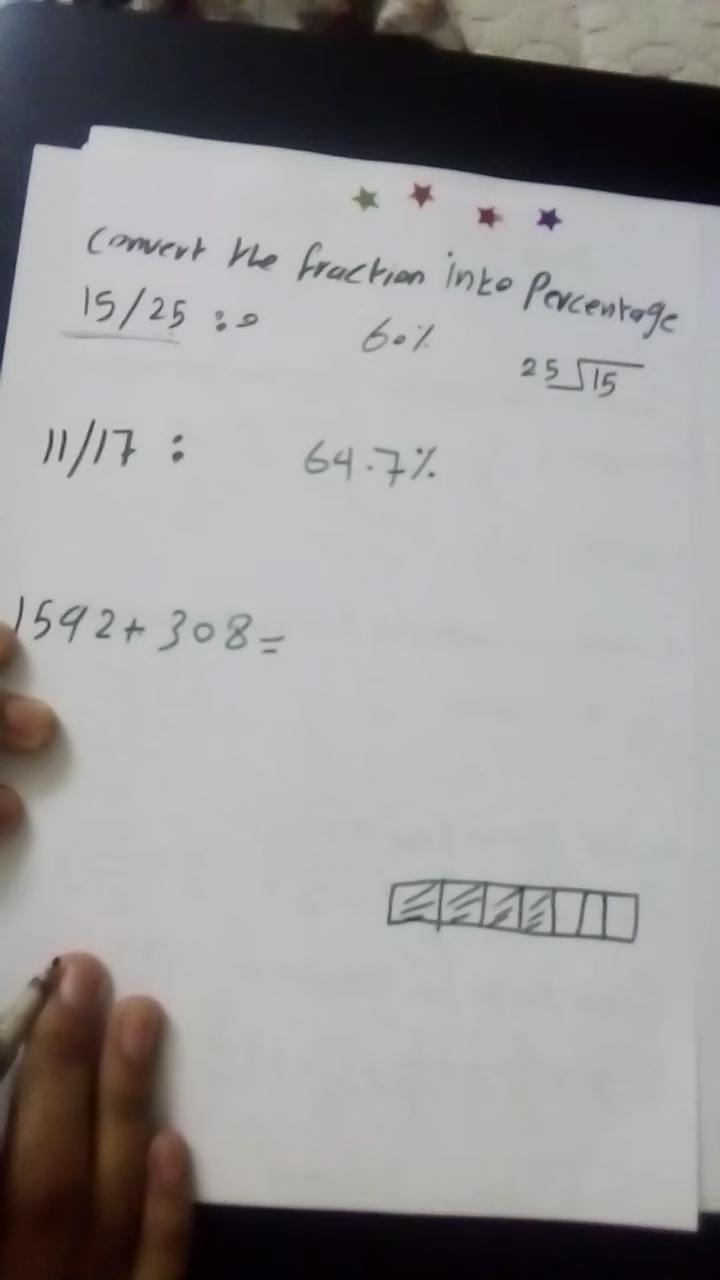 Convert the fraction into Percentage
15/25 :° 60%
25√15
11/17 : 64.7%
1592+308=